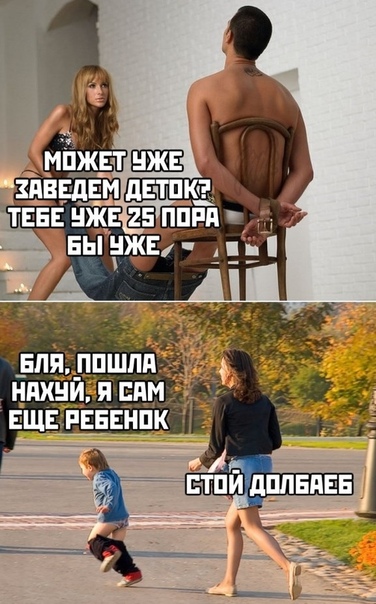 МОЖЕТ УЖЕ
ЗАВЕДЕМ ДЕТОК?
ТЕБЕ УЖЕ 25 ПОРА
БЫ УЖЕ
БЛЯ, ПОШЛА
НАХУЙ, Я САМ
ЕЩЕ РЕБЕНОК
СТОЙ ДОЛБАЕБ